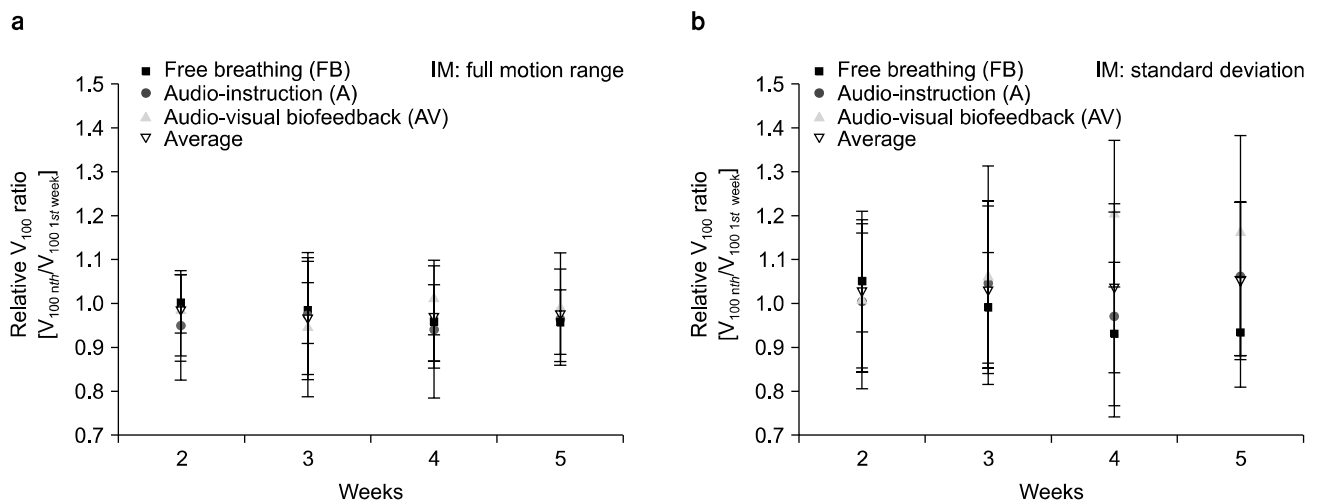 a
Free breathing (FB)
IM: full motion range
Audio-instruction (A)
Audio-visual biofeedback (AV)
Average
1.5
1.4
1.3
1.2
1.1
1.0
0.9
0.8
0.7
Relative V100 ratio
[V100 nth/V100 1st week]
2 3 4 5
Weeks
b
Free breathing (FB)
IM: standard deviation
Audio-instruction (A)
Audio-visual biofeedback (AV)
Average
1.5
1.4
1.3
1.2
1.1
1.0
0.9
0.8
0.7
Relative V100 ratio
[V100 nth/V100 1st week]
2 3 4 5
Weeks